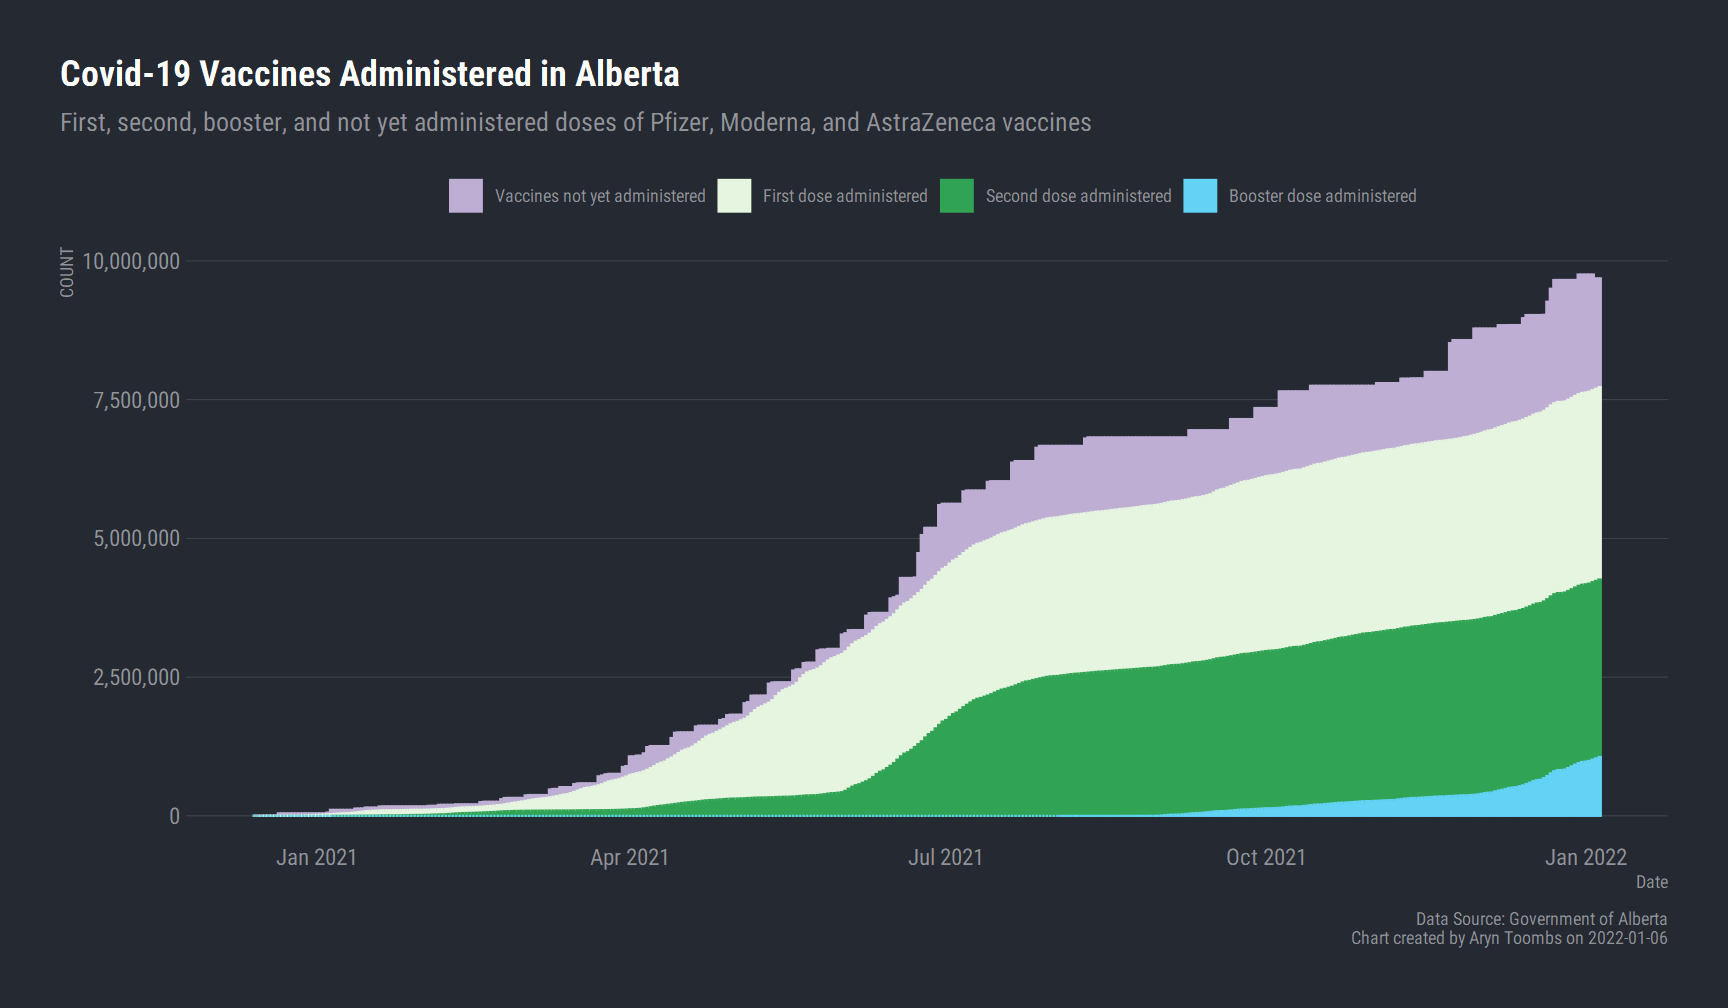 Covid-19 Vaccines Administered in Alberta
First, second, booster, and not yet administered doses of Pfizer, Moderna, and AstraZeneca vaccines
Vaccines not yet administered First dose administered Second dose administered Booster dose administered
COUNT
10,000,000
7,500,000
5,000,000
2,500,000
0
Jan 2021 Apr 2021 Jul 2021 Oct 2021 Jan 2022
Date
Data Source: Government of Alberta
Chart created by Aryn Toombs on 2022-01-06